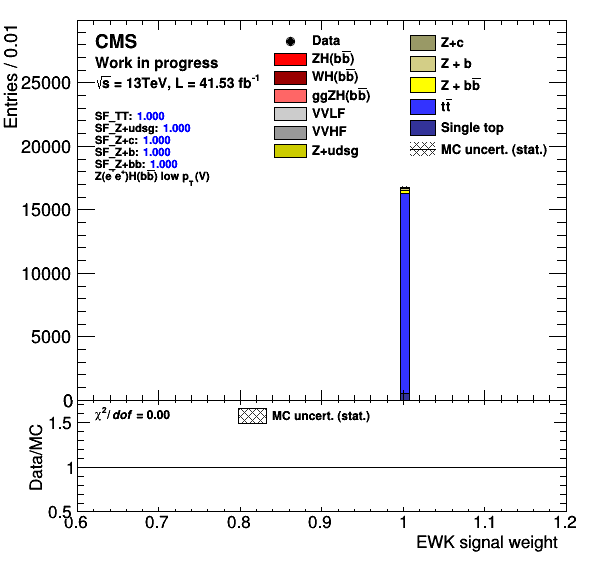 CMS
Work in progress
√s = 13TeV, L = 41.53 fb⁻¹
SF_TT: 1.000
SF_Z+udsg: 1.000
SF_Z+c: 1.000
SF_Z+b: 1.000
SF_Z+bb: 1.000
Z(e⁻e⁺)H(bb̅) low p_T(V)
Data
ZH(bb̅)
WH(bb̅)
ggZH(bb̅)
VVLF
VVHF
Z+udsg
Z+c
Z + b
Z + bb̅
tt̅
Single top
MC uncert. (stat.)
Entries / 0.01
25000
20000
15000
10000
5000
0
χ²/dof = 0.00
MC uncert. (stat.)
Data/MC
1.5
1
0.5
0.6 0.7 0.8 0.9 1 1.1 1.2
EWK signal weight